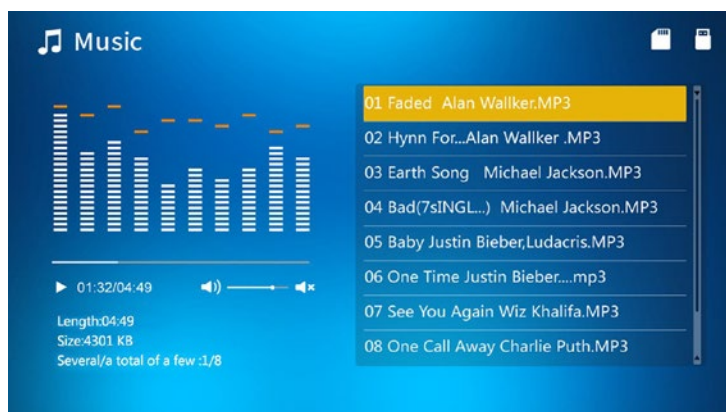 Music
01 Faded Alan Wallker.MP3
02 Hynn For...Alan Wallker .MP3
03 Earth Song Michael Jackson.MP3
04 Bad(7sINGL...) Michael Jackson.MP3
05 Baby Justin Bieber,Ludacris.MP3
06 One Time Justin Bieber....mp3
07 See You Again Wiz Khalifa.MP3
08 One Call Away Charlie Puth.MP3
01:32/04:49
Length:04:49
Size:4301 KB
Several/a total of a few :1/8